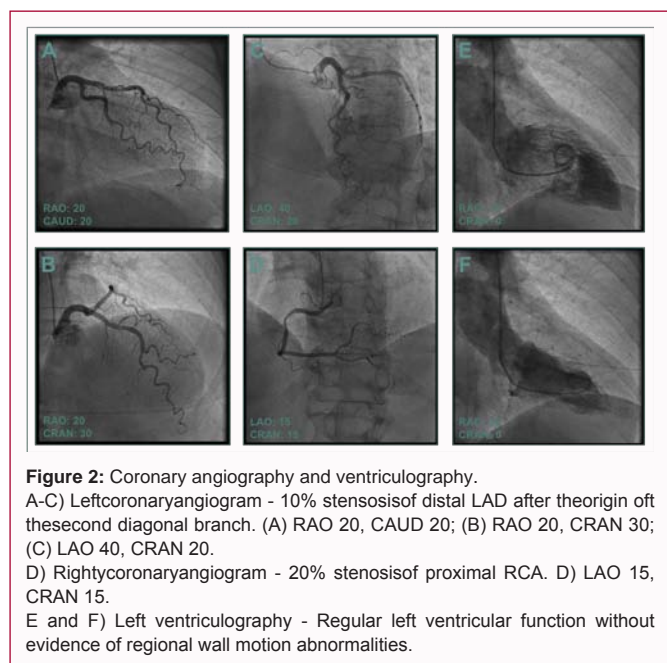 A
C
E
RAO: 20
CAUD: 20
LAO: 40
CRAN: 20
B
D
F
RAO: 20
CRAN: 30
LAO: 15
Figure 2: Coronary angiography and ventriculography.
A-C) Leftcoronaryangiogram - 10% stensosisof distal LAD after theorigin oft
thesecond diagonal branch. (A) RAO 20, CAUD 20; (B) RAO 20, CRAN 30;
(C) LAO 40, CRAN 20.
D) Rightycoronaryangiogram - 20% stenosisof proximal RCA. D) LAO 15,
CRAN 15.
E and F) Left ventriculography - Regular left ventricular function without
evidence of regional wall motion abnormalities.